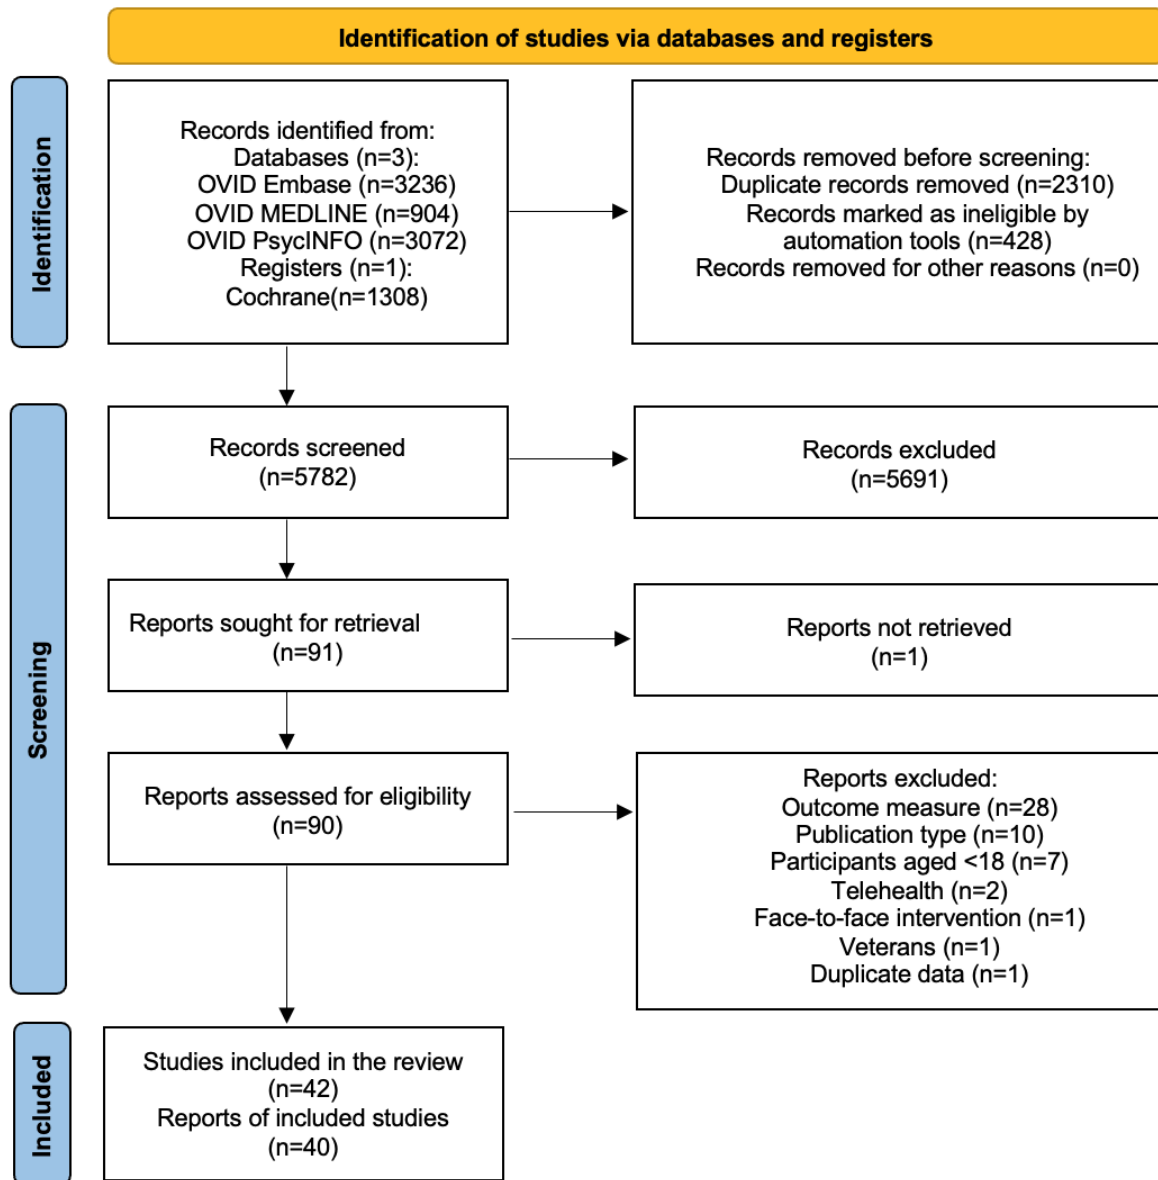 Identification of studies via databases and registers
Identification
Records identified from:
Databases (n=3):
OVID Embase (n=3236)
OVID MEDLINE (n=904)
OVID PsycINFO (n=3072)
Registers (n=1):
Cochrane(n=1308)
Records removed before screening:
Duplicate records removed (n=2310)
Records marked as ineligible by
automation tools (n=428)
Records removed for other reasons (n=0)
Screening
Records screened
(n=5782)
Records excluded
(n=5691)
Reports sought for retrieval
(n=91)
Reports not retrieved
(n=1)
Reports assessed for eligibility
(n=90)
Reports excluded:
Outcome measure (n=28)
Publication type (n=10)
Participants aged <18 (n=7)
Telehealth (n=2)
Face-to-face intervention (n=1)
Veterans (n=1)
Duplicate data (n=1)
Included
Studies included in the review
(n=42)
Reports of included studies
(n=40)